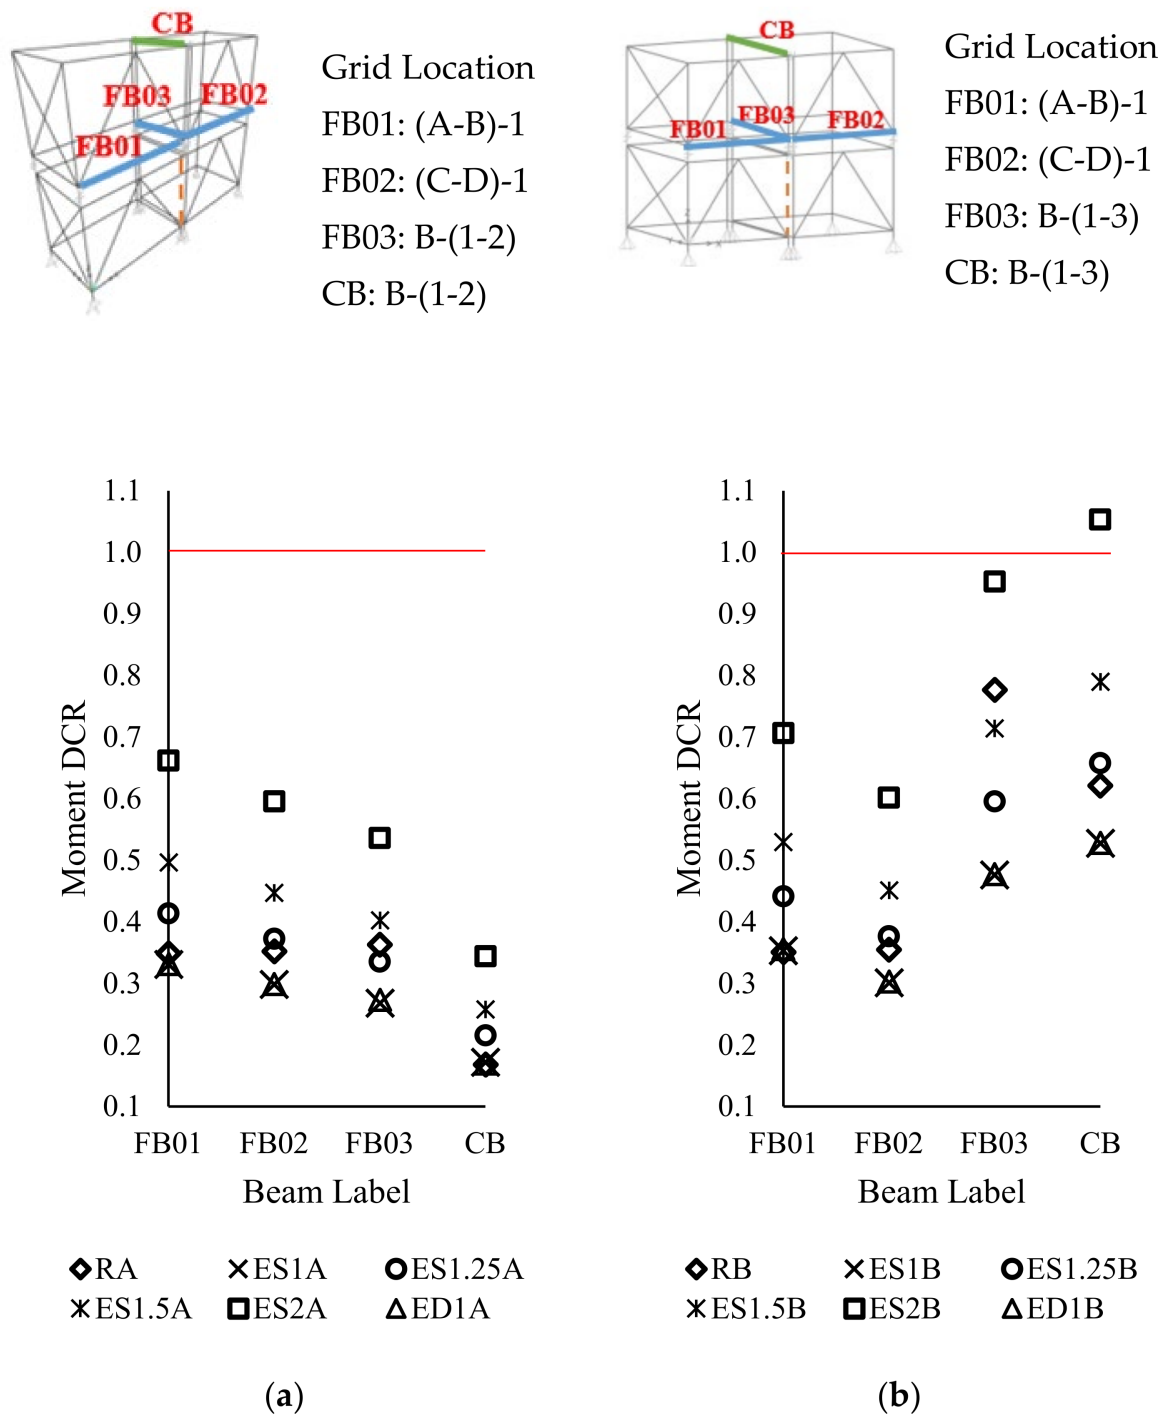 CB
FB03 FB02
FB01
Grid Location
FB01: (A-B)-1
FB02: (C-D)-1
FB03: B-(1-2)
CB: B-(1-2)
CB
FB01 FB03 FB02
Grid Location
FB01: (A-B)-1
FB02: (C-D)-1
FB03: B-(1-3)
CB: B-(1-3)
Moment DCR
1.1
1.0
0.9
0.8
0.7
0.6
0.5
0.4
0.3
0.2
0.1
FB01 FB02 FB03 CB
Beam Label
RA ES1A ES1.25A
ES1.5A ES2A ED1A
(a)
Moment DCR
1.1
1.0
0.9
0.8
0.7
0.6
0.5
0.4
0.3
0.2
0.1
FB01 FB02 FB03 CB
Beam Label
RB ES1B ES1.25B
ES1.5B ES2B ED1B
(b)